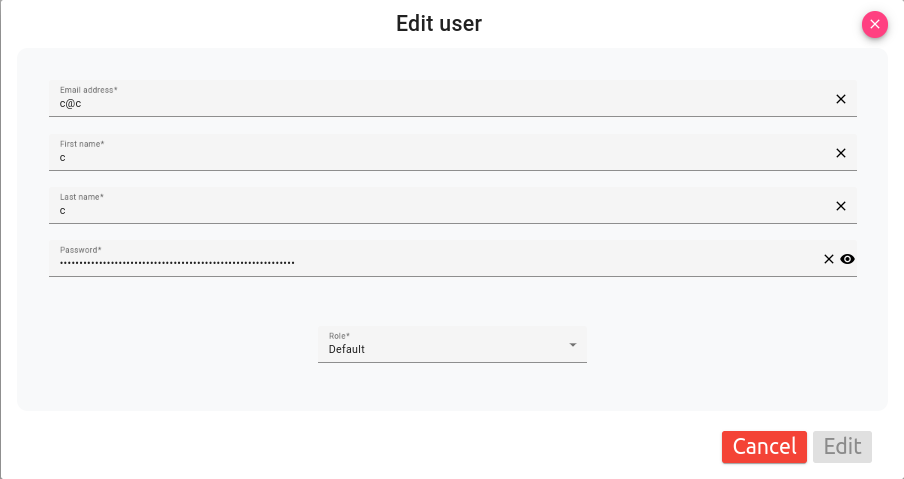 Edit user
Email address*
c@c
First name*
c
Last name*
c
Password*
••••••••••••••••••••••••••••••••••••••••••••••••••••••••••••
Role*
Default
Cancel Edit